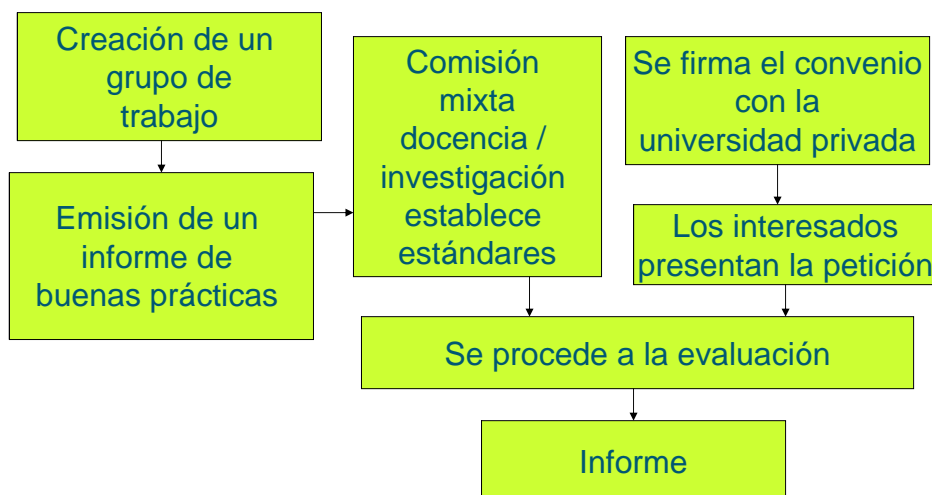 Creación de un
grupo de
trabajo
Emisión de un
informe de
buenas prácticas
Comisión
mixta
docencia /
investigación
establece
estándares
Se firma el convenio
con la
universidad privada
Los interesados
presentan la petición
Se procede a la evaluación
Informe